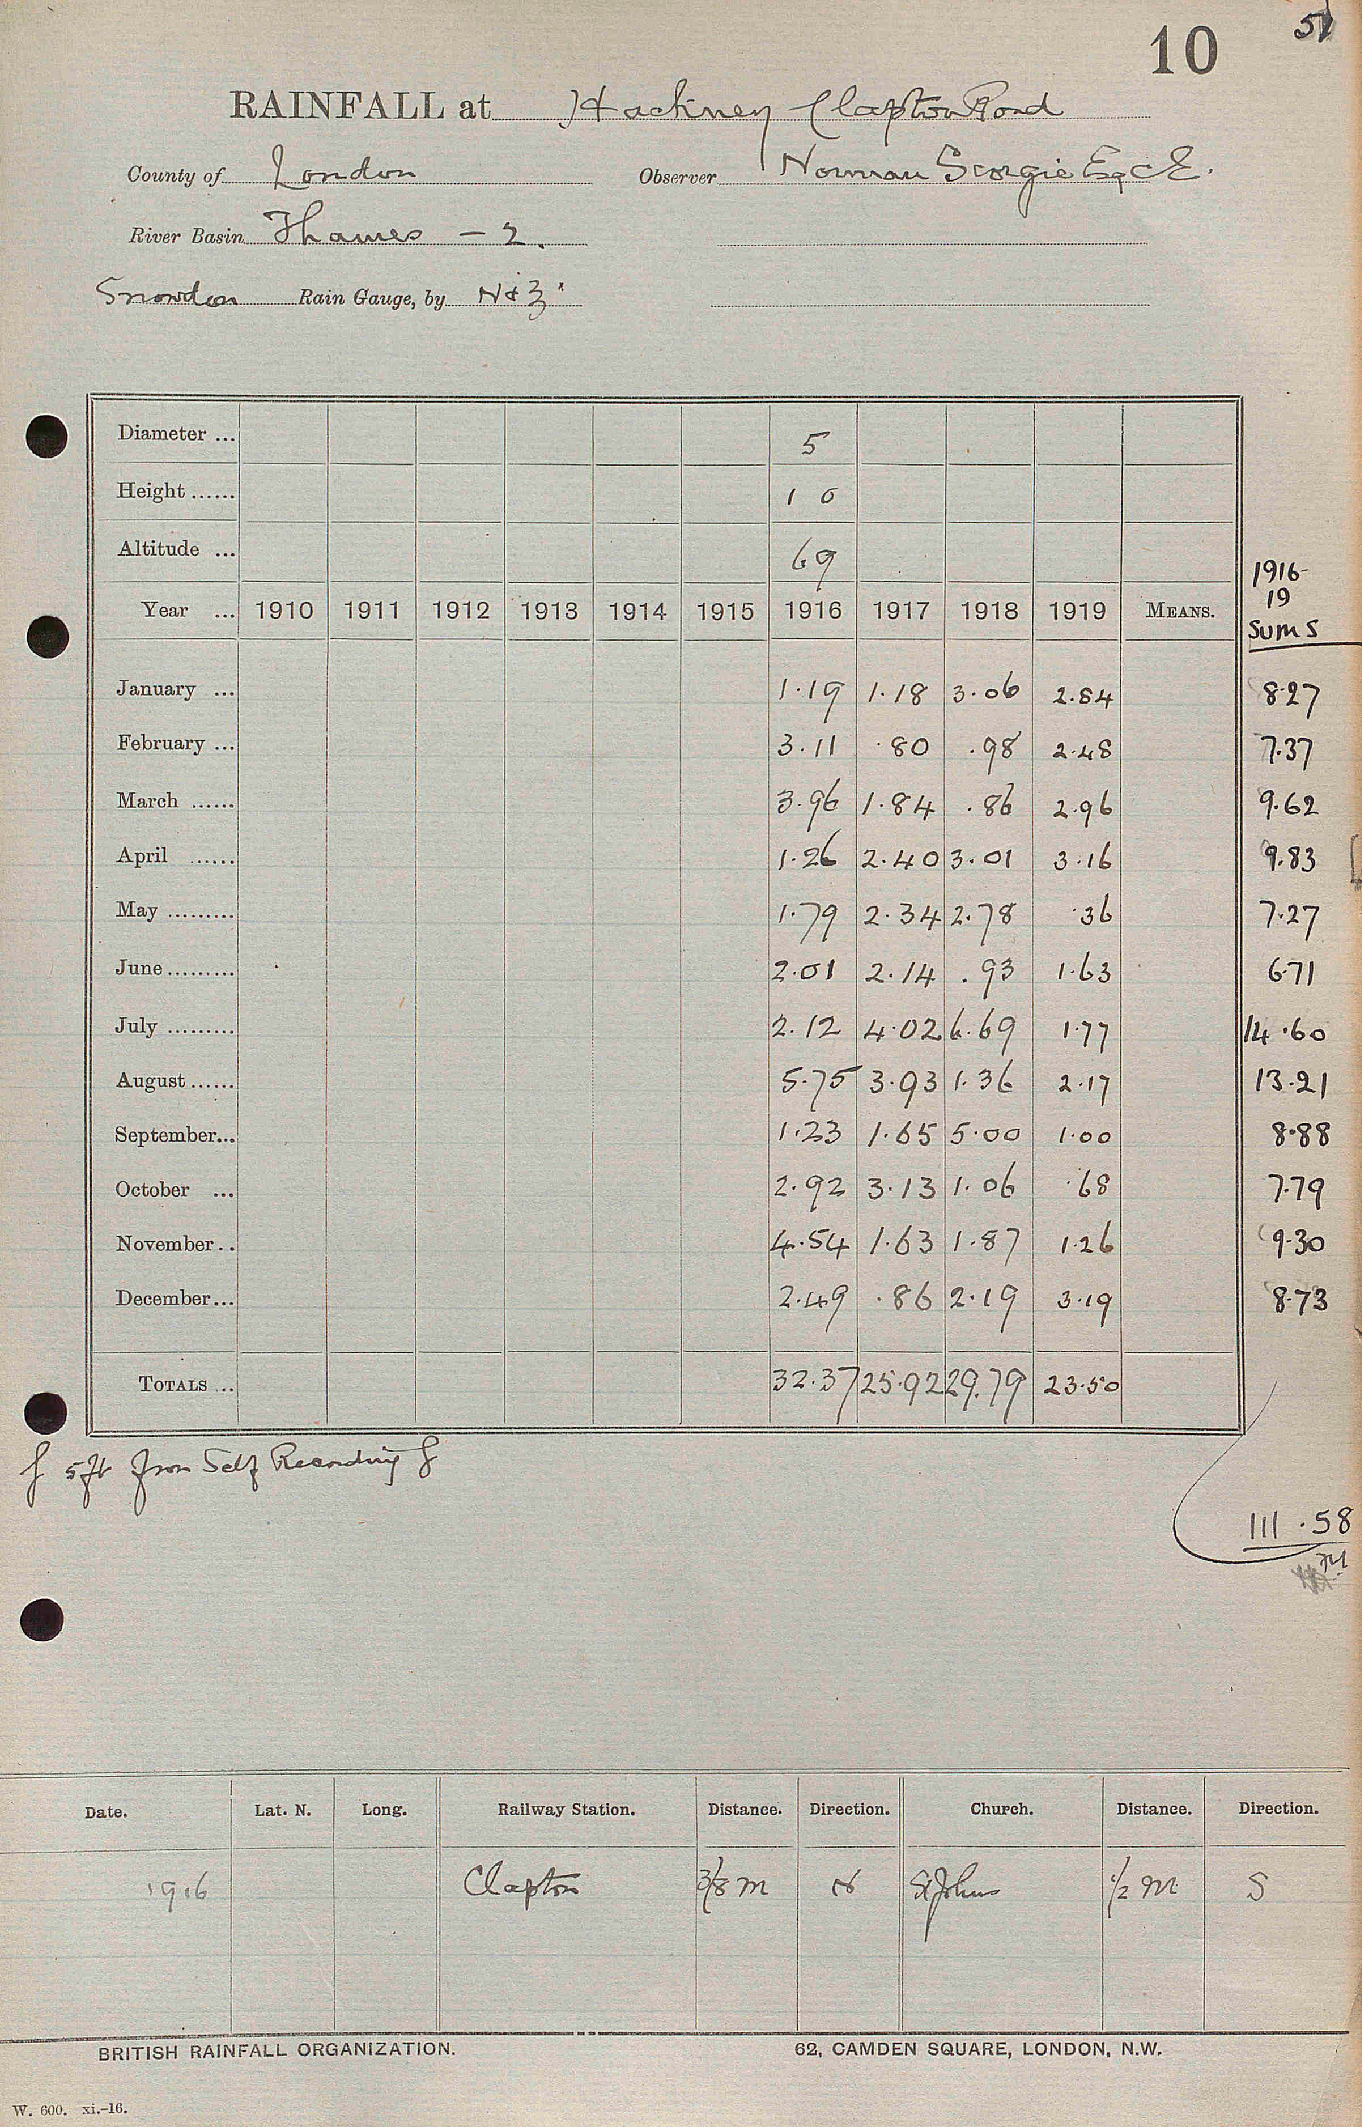 10
51
RAINFALL at Hackney Clapton Road
County of London Observer Norman Scorgie Esq C E.
River Basin Thames - 2.
Snowdon Rain Gauge, by N & Z
Diameter ... 5
Height ...... 1 0
Altitude ... 69
1916-
19
Sums
Year ... 1910 1911 1912 1913 1914 1915 1916 1917 1918 1919 MEANS.
January ... 1.19 1.18 3.06 2.84 8.27
February ... 3.11 .80 .98 2.48 7.37
March ...... 3.96 1.84 .86 2.96 9.62
April ...... 1.26 2.40 3.01 3.16 9.83
May ......... 1.79 2.34 2.78 .36 7.27
June......... 2.01 2.14 .93 1.63 6.71
July ......... 2.12 4.02 6.69 1.77 14.60
August ...... 5.75 3.93 1.36 2.17 13.21
September... 1.23 1.65 5.00 1.00 8.88
October ... 2.92 3.13 1.06 .68 7.79
November.. 4.54 1.63 1.87 1.26 9.30
December... 2.49 .86 2.19 3.19 8.73
TOTALS ... 32.37 25.92 29.79 23.50
5 ft from Self Recording
111.58
Date. Lat. N. Long. Railway Station. Distance. Direction. Church. Distance. Direction.
1916 Clapton 3/8 m N St Johns 1/2 m S
BRITISH RAINFALL ORGANIZATION. 62, CAMDEN SQUARE, LONDON, N.W.
W. 600. xi.-16.